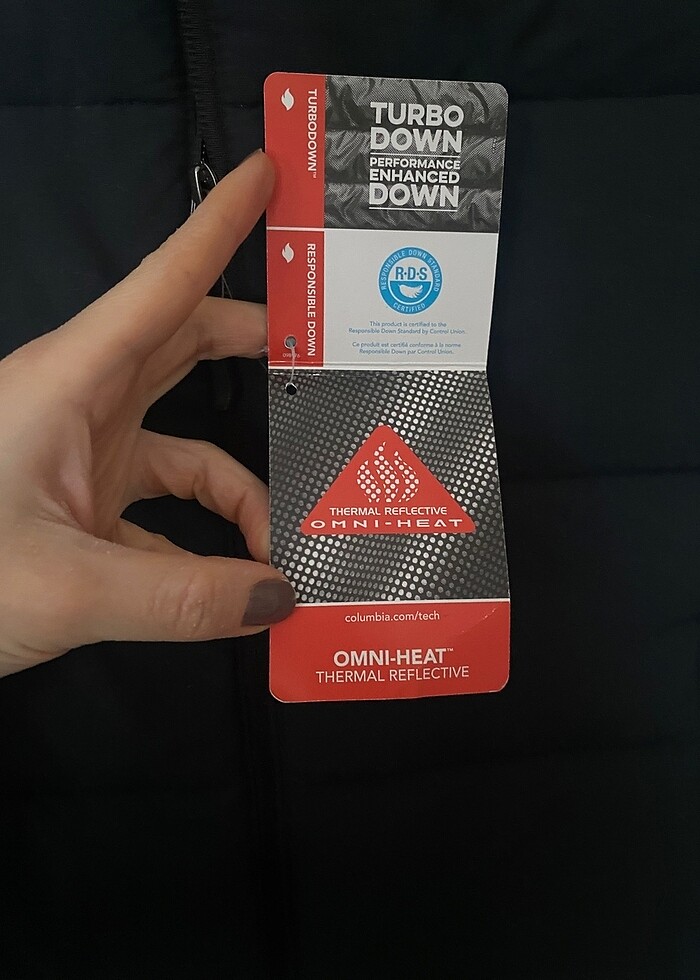 TURBODOWN™
TURBO
DOWN
PERFORMANCE
ENHANCED
DOWN
RESPONSIBLE DOWN
RESPONSIBLE DOWN STANDARD
R·D·S
CERTIFIED
This product is certified to the
Responsible Down Standard by Control Union.
Ce produit est certifié conforme à la norme
Responsible Down par Control Union.
THERMAL REFLECTIVE
OMNI-HEAT
columbia.com/tech
OMNI-HEAT™
THERMAL REFLECTIVE